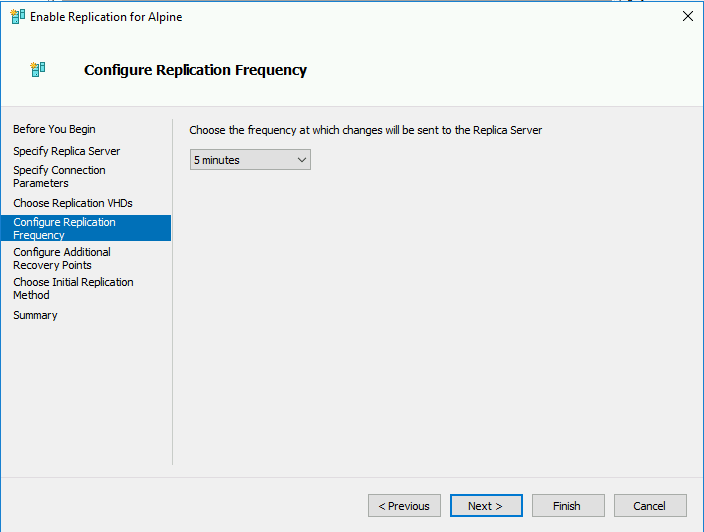 Enable Replication for Alpine
Configure Replication Frequency
Before You Begin
Specify Replica Server
Specify Connection
Parameters
Choose Replication VHDs
Configure Replication
Frequency
Configure Additional
Recovery Points
Choose Initial Replication
Method
Summary
Choose the frequency at which changes will be sent to the Replica Server
5 minutes
< Previous
Next >
Finish
Cancel